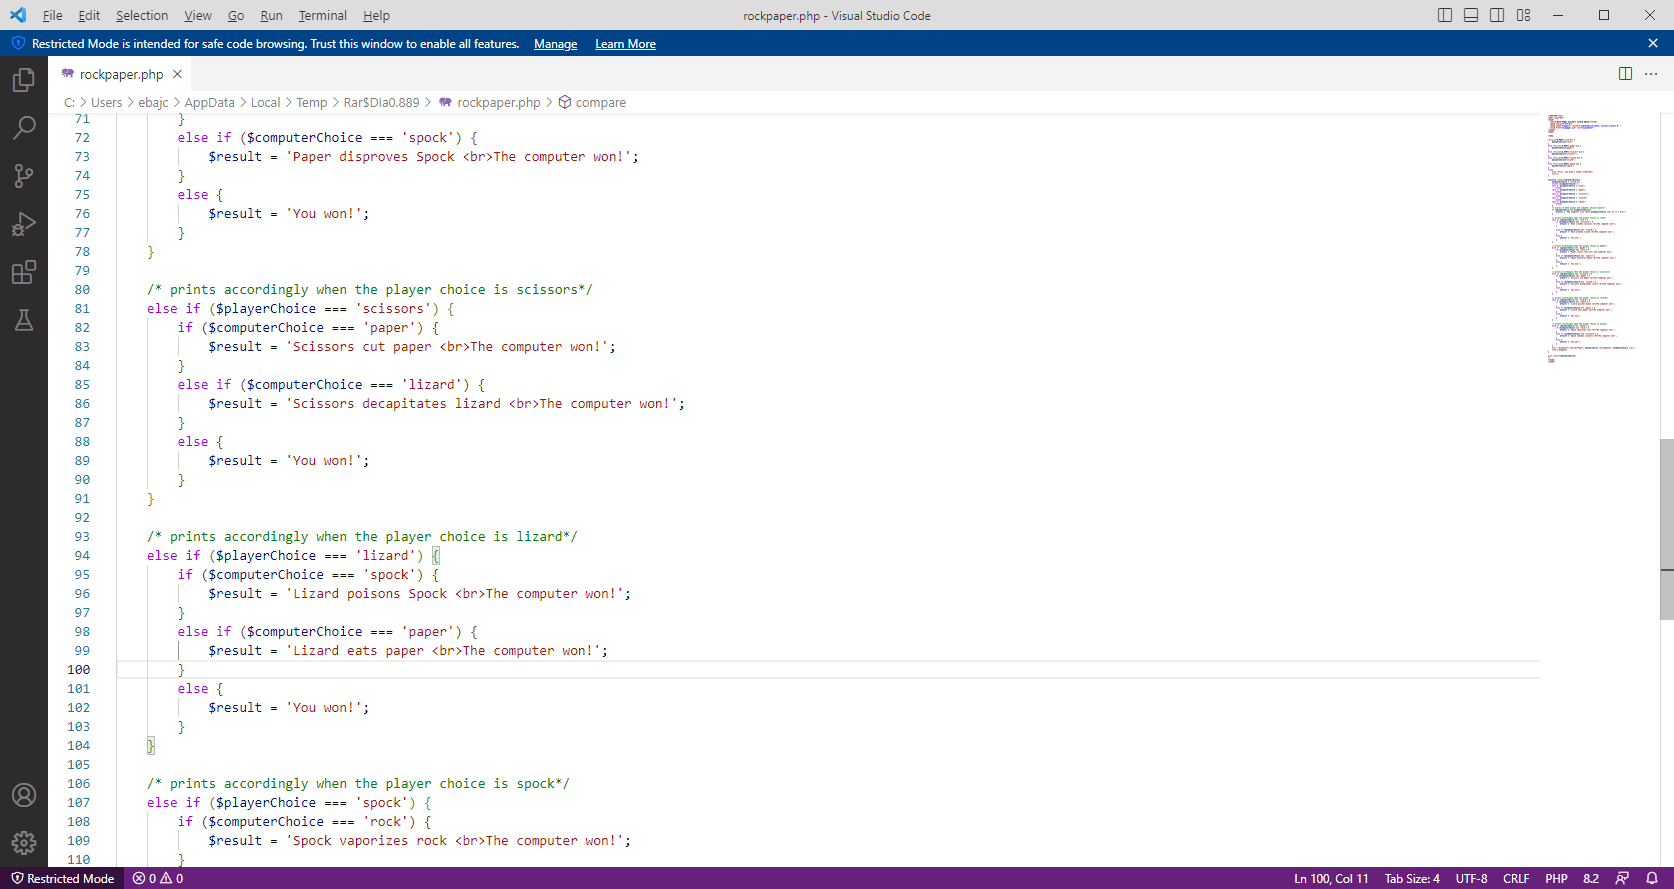 File Edit Selection View Go Run Terminal Help rockpaper.php - Visual Studio Code
Restricted Mode is intended for safe code browsing. Trust this window to enable all features. Manage Learn More
rockpaper.php
C: > Users > ebajc > AppData > Local > Temp > Rar$DIa0.889 > rockpaper.php > compare
71 }
72 else if ($computerChoice === 'spock') {
73 $result = 'Paper disproves Spock <br>The computer won!';
74 }
75 else {
76 $result = 'You won!';
77 }
78 }
79
80 /* prints accordingly when the player choice is scissors*/
81 else if ($playerChoice === 'scissors') {
82 if ($computerChoice === 'paper') {
83 $result = 'Scissors cut paper <br>The computer won!';
84 }
85 else if ($computerChoice === 'lizard') {
86 $result = 'Scissors decapitates lizard <br>The computer won!';
87 }
88 else {
89 $result = 'You won!';
90 }
91 }
92
93 /* prints accordingly when the player choice is lizard*/
94 else if ($playerChoice === 'lizard') {
95 if ($computerChoice === 'spock') {
96 $result = 'Lizard poisons Spock <br>The computer won!';
97 }
98 else if ($computerChoice === 'paper') {
99 $result = 'Lizard eats paper <br>The computer won!';
100 }
101 else {
102 $result = 'You won!';
103 }
104 }
105
106 /* prints accordingly when the player choice is spock*/
107 else if ($playerChoice === 'spock') {
108 if ($computerChoice === 'rock') {
109 $result = 'Spock vaporizes rock <br>The computer won!';
110 }
Restricted Mode 0 0 Ln 100, Col 11 Tab Size: 4 UTF-8 CRLF PHP 8.2